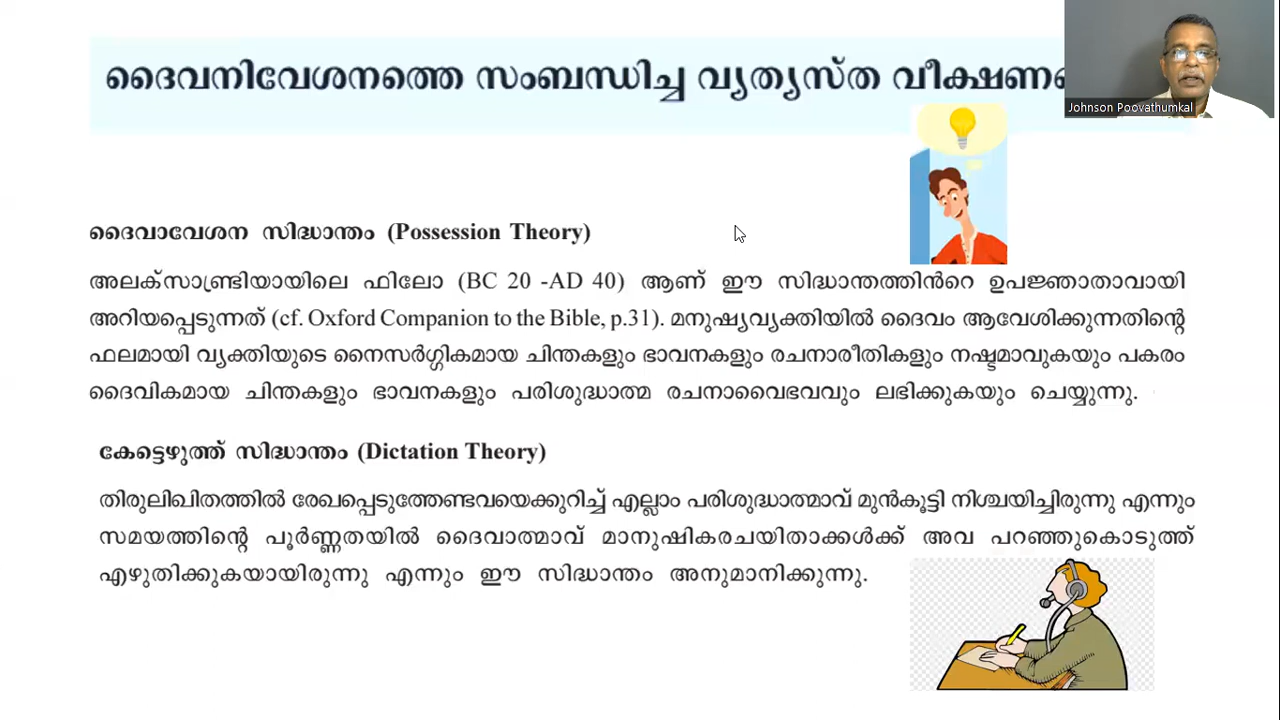 ദൈവനിവേശനത്തെ സംബന്ധിച്ച വ്യത്യസ്ത
Johnson Poovathumkal
ദൈവാവേശന സിദ്ധാന്തം (Possession Theory)
അലക്സാണ്ട്രിയായിലെ ഫിലോ (BC 20 -AD 40) ആണ് ഈ സിദ്ധാന്തത്തിൻറെ ഉപജ്ഞാതാവായി
അറിയപ്പെടുന്നത് (cf. Oxford Companion to the Bible, p.31). മനുഷ്യവ്യക്തിയിൽ ദൈവം ആവേശിക്കുന്നതിന്റെ
ഫലമായി വ്യക്തിയുടെ നൈസർഗ്ഗികമായ ചിന്തകളും ഭാവനകളും രചനാരീതികളും നഷ്ടമാവുകയും പകരം
ദൈവികമായ ചിന്തകളും ഭാവനകളും പരിശുദ്ധാത്മ രചനാവൈഭവവും ലഭിക്കുകയും ചെയ്യുന്നു.
കേട്ടെഴുത്ത് സിദ്ധാന്തം (Dictation Theory)
തിരുലിഖിതത്തിൽ രേഖപ്പെടുത്തേണ്ടവയെക്കുറിച്ച് എല്ലാം പരിശുദ്ധാത്മാവ് മുൻകൂട്ടി നിശ്ചയിച്ചിരുന്നു എന്നും
സമയത്തിന്റെ പൂർണ്ണതയിൽ ദൈവാത്മാവ് മാനുഷികരചയിതാക്കൾക്ക് അവ പറഞ്ഞുകൊടുത്ത്
എഴുതിക്കുകയായിരുന്നു എന്നും ഈ സിദ്ധാന്തം അനുമാനിക്കുന്നു.